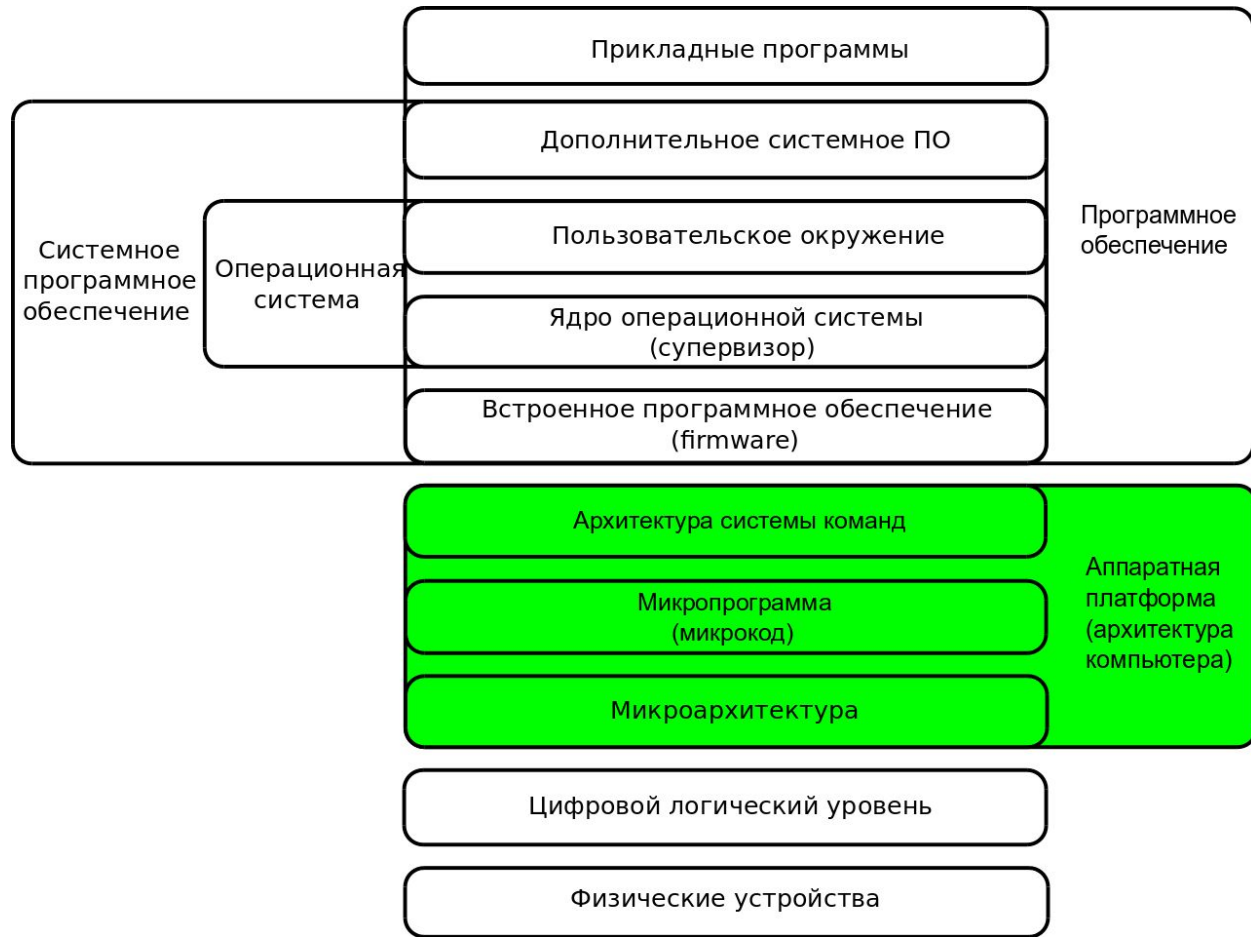 Прикладные программы
Дополнительное системное ПО
Пользовательское окружение
Ядро операционной системы
(супервизор)
Встроенное программное обеспечение
(firmware)
Системное
программное
обеспечение
Операционная
система
Программное
обеспечение
Архитектура системы команд
Микропрограмма
(микрокод)
Микроархитектура
Аппаратная
платформа
(архитектура
компьютера)
Цифровой логический уровень
Физические устройства